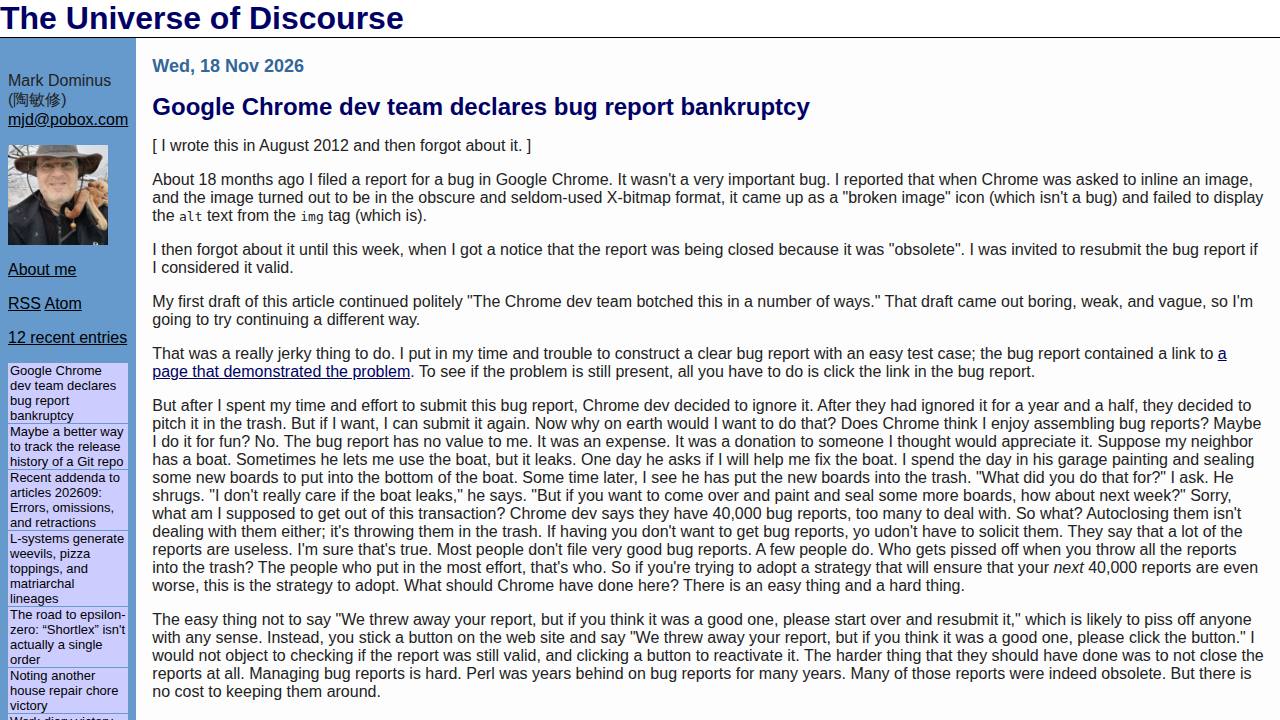 The Universe of Discourse
Mark Dominus
(陶敏修)
mjd@pobox.com
About me
RSS Atom
12 recent entries
Google Chrome
dev team declares
bug report
bankruptcy
Maybe a better way
to track the release
history of a Git repo
Recent addenda to
articles 202609:
Errors, omissions,
and retractions
L-systems generate
weevils, pizza
toppings, and
matriarchal
lineages
The road to epsilon-
zero: “Shortlex” isn't
actually a single
order
Noting another
house repair chore
victory
Work diary victory
Wed, 18 Nov 2026
Google Chrome dev team declares bug report bankruptcy
[ I wrote this in August 2012 and then forgot about it. ]
About 18 months ago I filed a report for a bug in Google Chrome. It wasn't a very important bug. I reported that when Chrome was asked to inline an image,
and the image turned out to be in the obscure and seldom-used X-bitmap format, it came up as a "broken image" icon (which isn't a bug) and failed to display
the alt text from the img tag (which is).
I then forgot about it until this week, when I got a notice that the report was being closed because it was "obsolete". I was invited to resubmit the bug report if
I considered it valid.
My first draft of this article continued politely "The Chrome dev team botched this in a number of ways." That draft came out boring, weak, and vague, so I'm
going to try continuing a different way.
That was a really jerky thing to do. I put in my time and trouble to construct a clear bug report with an easy test case; the bug report contained a link to a
page that demonstrated the problem. To see if the problem is still present, all you have to do is click the link in the bug report.
But after I spent my time and effort to submit this bug report, Chrome dev decided to ignore it. After they had ignored it for a year and a half, they decided to
pitch it in the trash. But if I want, I can submit it again. Now why on earth would I want to do that? Does Chrome think I enjoy assembling bug reports? Maybe
I do it for fun? No. The bug report has no value to me. It was an expense. It was a donation to someone I thought would appreciate it. Suppose my neighbor
has a boat. Sometimes he lets me use the boat, but it leaks. One day he asks if I will help me fix the boat. I spend the day in his garage painting and sealing
some new boards to put into the bottom of the boat. Some time later, I see he has put the new boards into the trash. "What did you do that for?" I ask. He
shrugs. "I don't really care if the boat leaks," he says. "But if you want to come over and paint and seal some more boards, how about next week?" Sorry,
what am I supposed to get out of this transaction? Chrome dev says they have 40,000 bug reports, too many to deal with. So what? Autoclosing them isn't
dealing with them either; it's throwing them in the trash. If having you don't want to get bug reports, yo udon't have to solicit them. They say that a lot of the
reports are useless. I'm sure that's true. Most people don't file very good bug reports. A few people do. Who gets pissed off when you throw all the reports
into the trash? The people who put in the most effort, that's who. So if you're trying to adopt a strategy that will ensure that your next 40,000 reports are even
worse, this is the strategy to adopt. What should Chrome have done here? There is an easy thing and a hard thing.
The easy thing not to say "We threw away your report, but if you think it was a good one, please start over and resubmit it," which is likely to piss off anyone
with any sense. Instead, you stick a button on the web site and say "We threw away your report, but if you think it was a good one, please click the button." I
would not object to checking if the report was still valid, and clicking a button to reactivate it. The harder thing that they should have done was to not close the
reports at all. Managing bug reports is hard. Perl was years behind on bug reports for many years. Many of those reports were indeed obsolete. But there is
no cost to keeping them around.